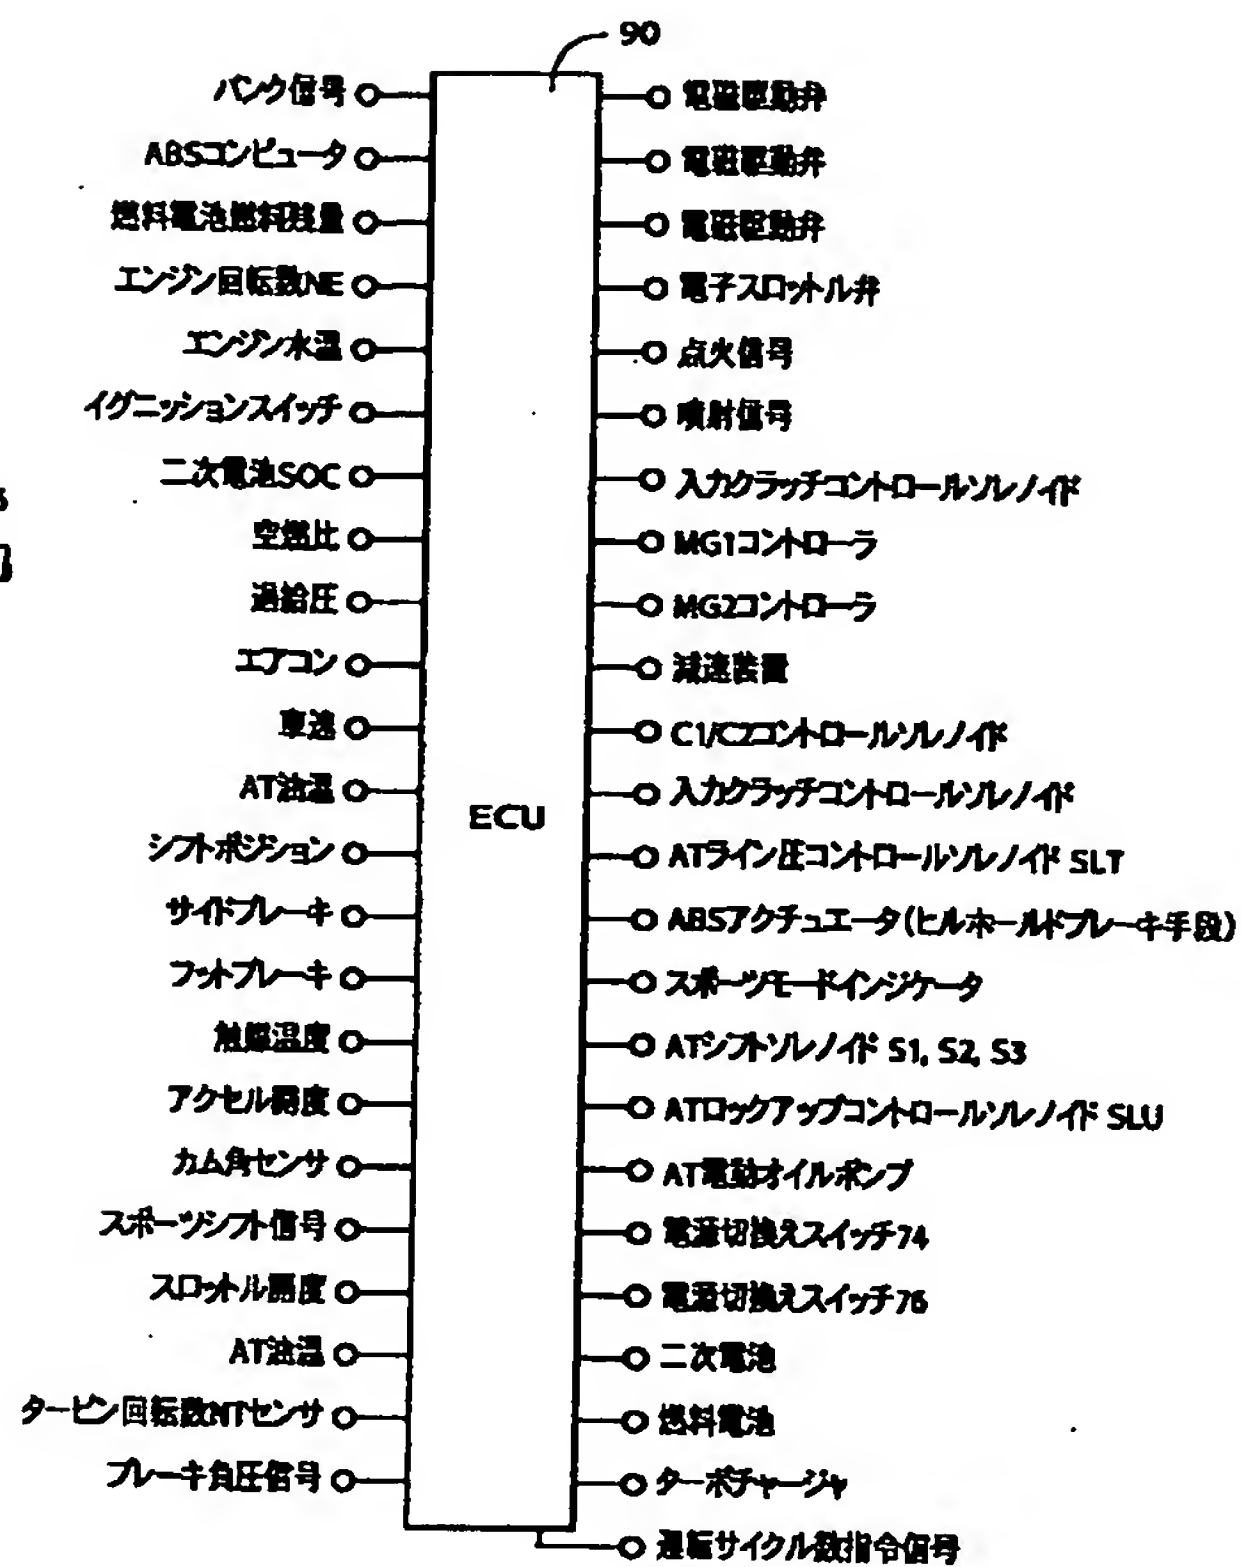 90
バンク信号
ABSコンピュータ
燃料電池燃料残量
エンジン回転数NE
エンジン水温
イグニッションスイッチ
二次電池SOC
空燃比
過給圧
エアコン
車速
AT油温
シフトポジション
サイドブレーキ
フットブレーキ
触媒温度
アクセル開度
カム角センサ
スポーツシフト信号
スロットル開度
AT油温
タービン回転数NTセンサ
ブレーキ負圧信号
ECU
電磁駆動弁
電磁駆動弁
電磁駆動弁
電子スロットル弁
点火信号
噴射信号
入力クラッチコントロールソレノイド
MG1コントローラ
MG2コントローラ
減速装置
C1/C2コントロールソレノイド
入力クラッチコントロールソレノイド
ATライン圧コントロールソレノイド SLT
ABSアクチュエータ(ヒルホールドブレーキ手段)
スポーツモードインジケータ
ATシフトソレノイド S1, S2, S3
ATロックアップコントロールソレノイド SLU
AT電動オイルポンプ
電源切換えスイッチ74
電源切換えスイッチ76
二次電池
燃料電池
ターボチャージャ
運転サイクル数指令信号